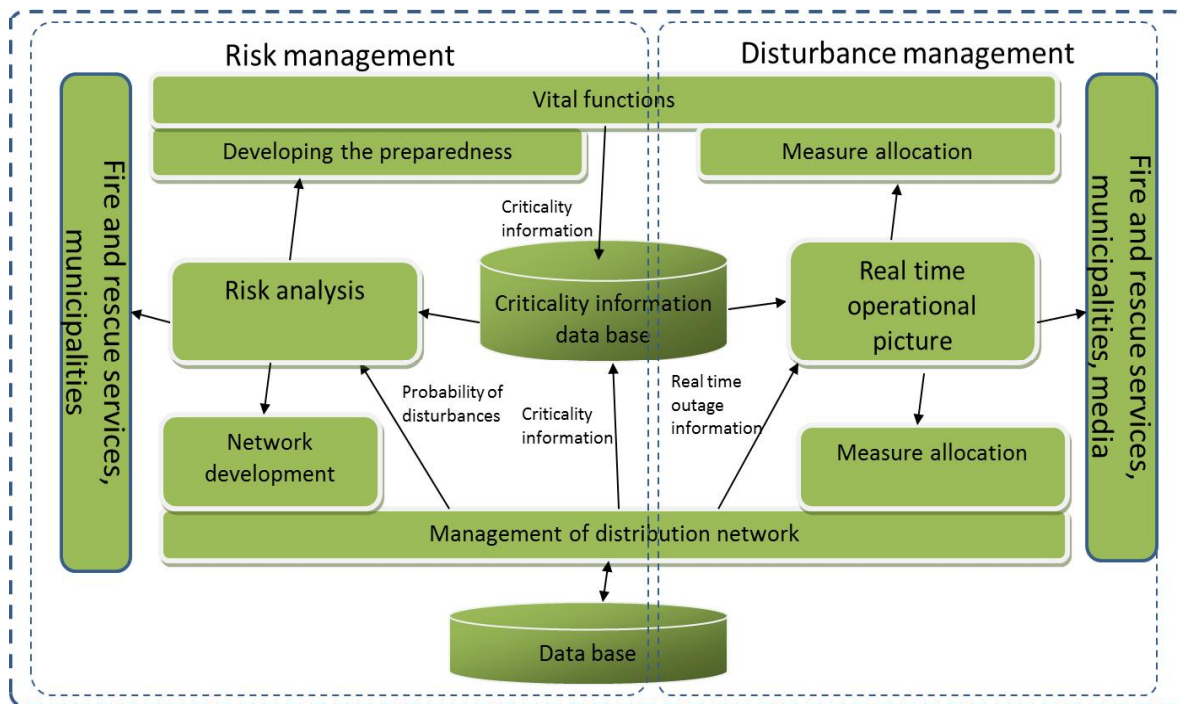 Risk management
Disturbance management
Vital functions
Developing the preparedness
Measure allocation
Fire and rescue services,
municipalities
Criticality
information
Risk analysis
Criticality information
data base
Real time
operational
picture
Fire and rescue services,
municipalities, media
Probability of
disturbances
Criticality
information
Real time
outage
information
Network
development
Measure allocation
Management of distribution network
Data base